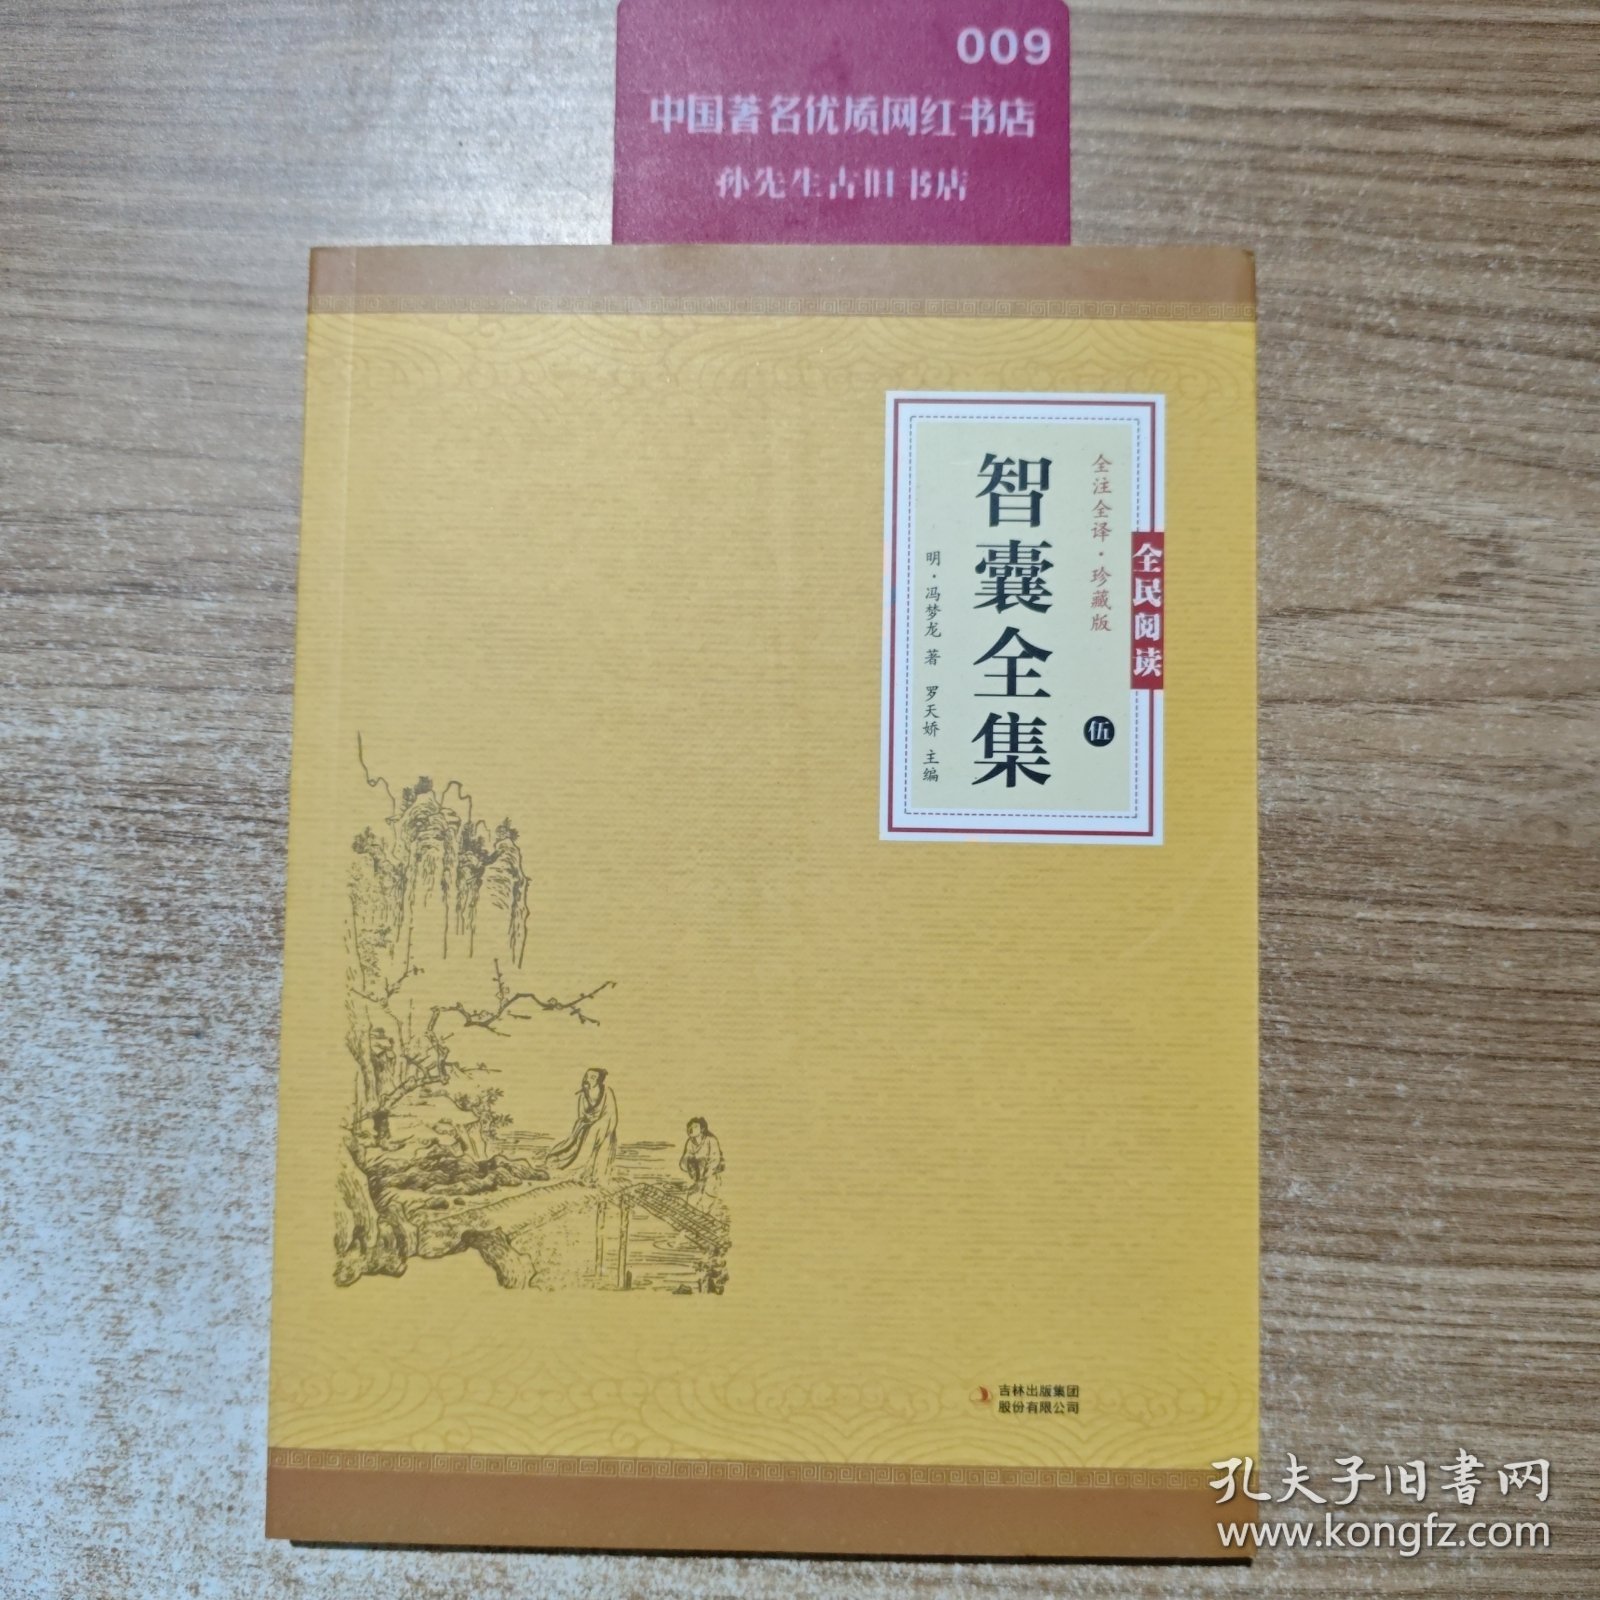 009
中国著名优质网红书店
孙先生古旧书店
全民阅读
全注全译·珍藏版
伍
智囊全集
明·冯梦龙 著 罗天娇 主编
吉林出版集团
股份有限公司
孔夫子旧书网
www.kongfz.com